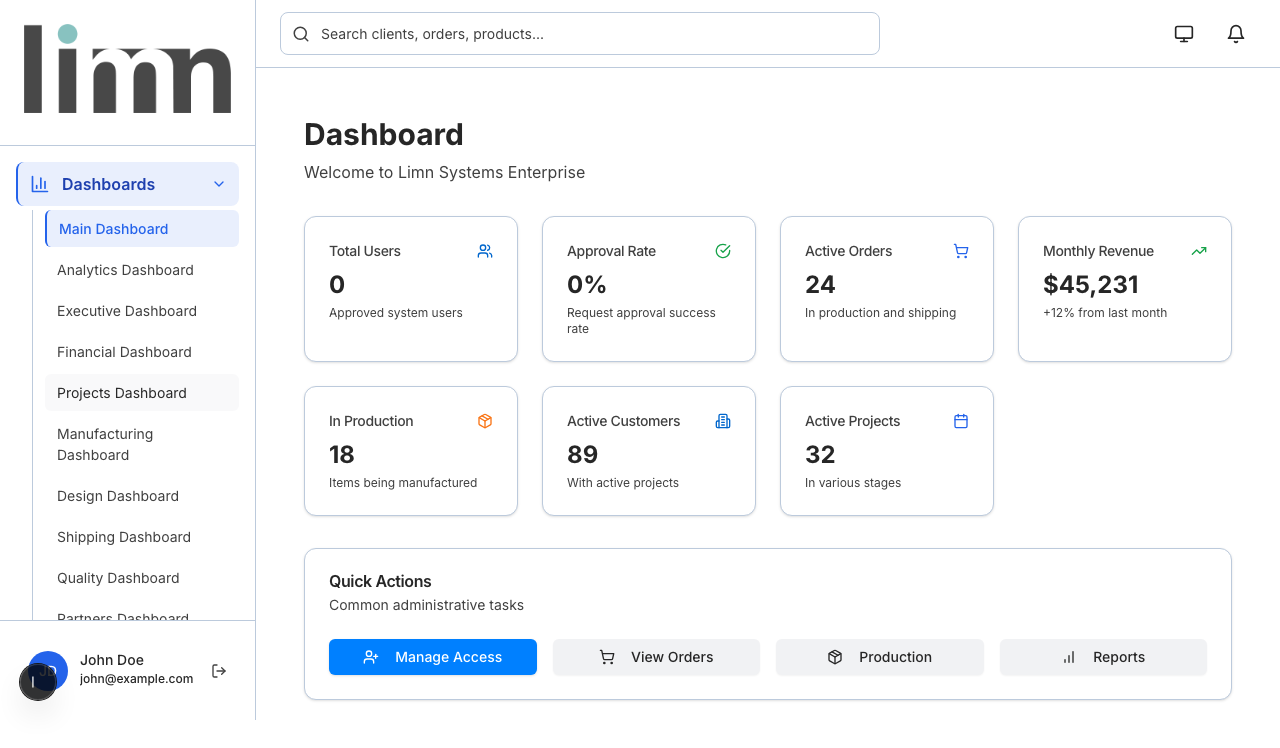 limn
Search clients, orders, products...
Dashboards
Main Dashboard
Analytics Dashboard
Executive Dashboard
Financial Dashboard
Projects Dashboard
Manufacturing
Dashboard
Design Dashboard
Shipping Dashboard
Quality Dashboard
Partners Dashboard
John Doe
john@example.com
Dashboard
Welcome to Limn Systems Enterprise
Total Users
0
Approved system users
Approval Rate
0%
Request approval success
rate
Active Orders
24
In production and shipping
Monthly Revenue
$45,231
+12% from last month
In Production
18
Items being manufactured
Active Customers
89
With active projects
Active Projects
32
In various stages
Quick Actions
Common administrative tasks
Manage Access
View Orders
Production
Reports